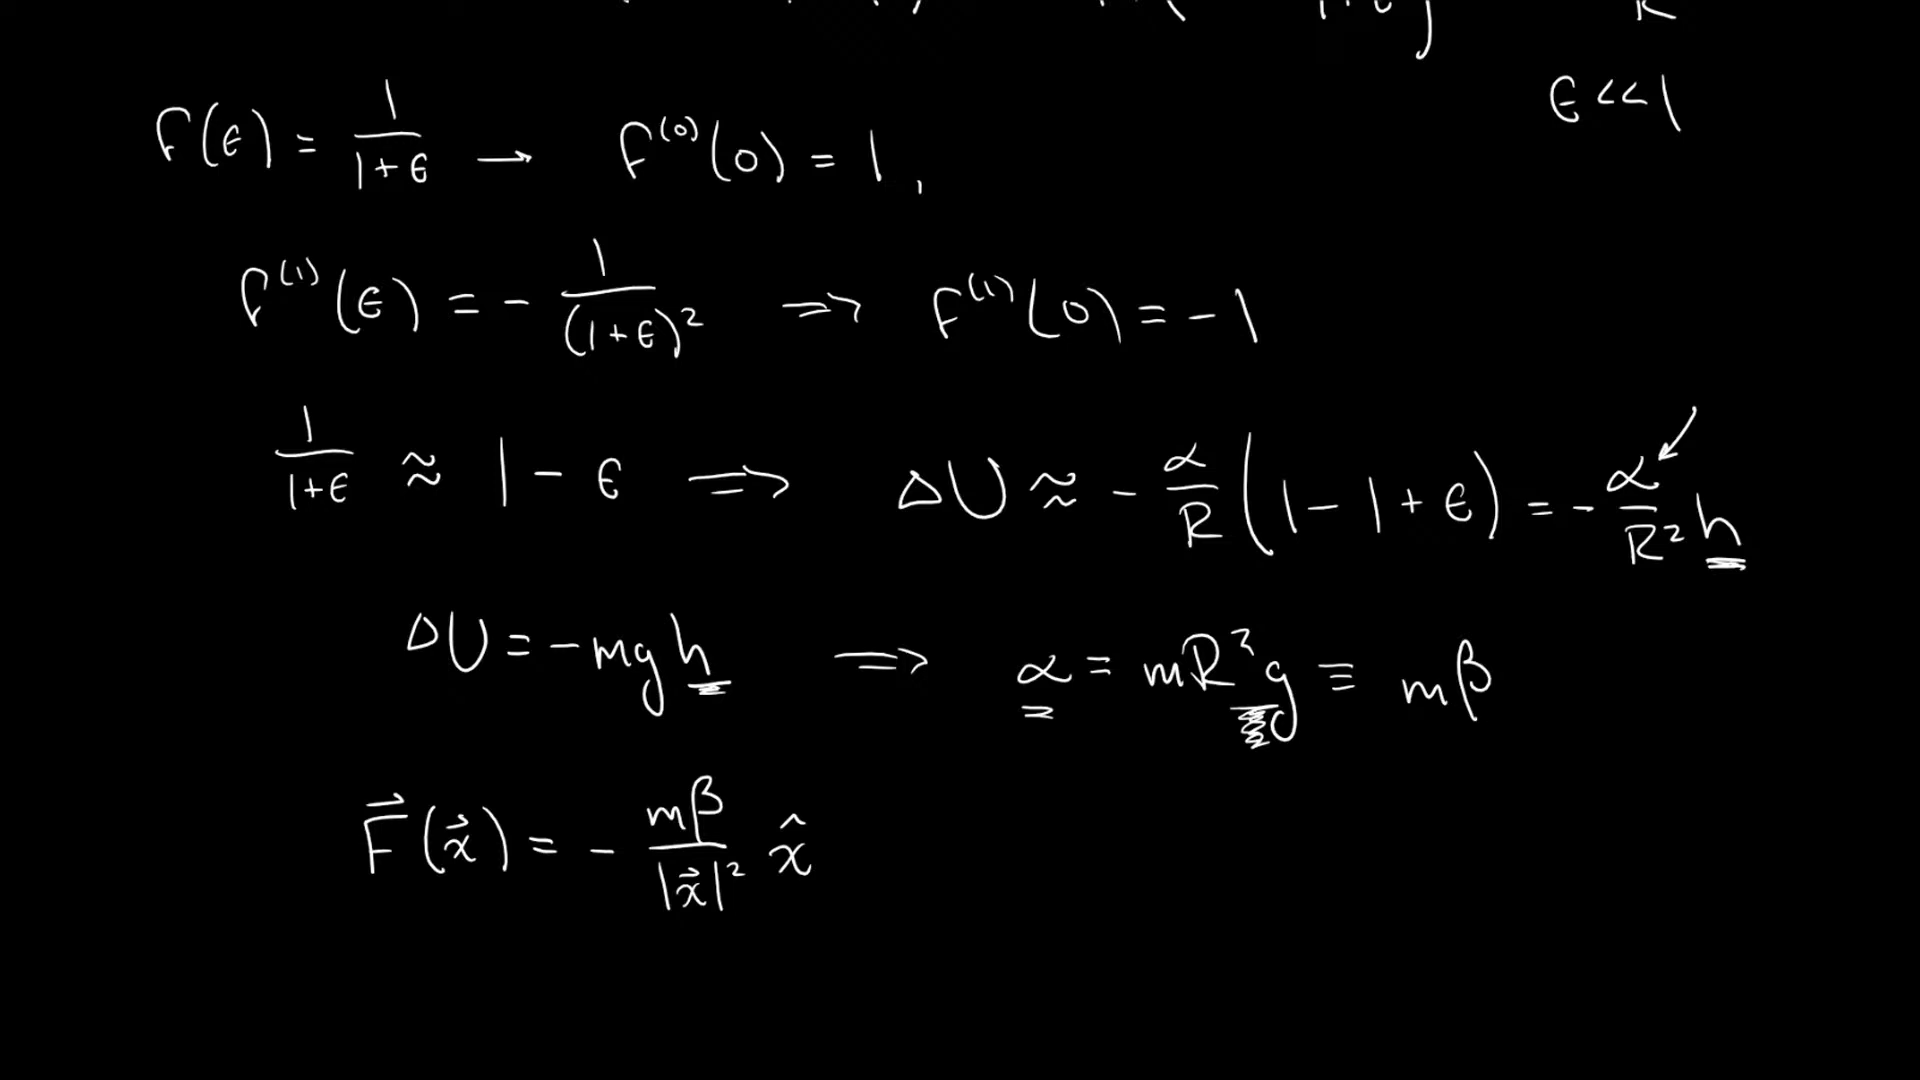 ε << 1
F(ε) = 1/(1+ε) → F⁽⁰⁾(0) = 1 ,
F⁽¹⁾(ε) = - 1/(1+ε)² ⇒ F⁽¹⁾(0) = -1
1/(1+ε) ≈ 1 - ε ⇒ ΔU ≈ - α/R (1 - 1 + ε) = - α/R² h
ΔU = -mgh ⇒ α = mR²g ≡ mβ
F⃗(x⃗) = - mβ/|x⃗|² x̂